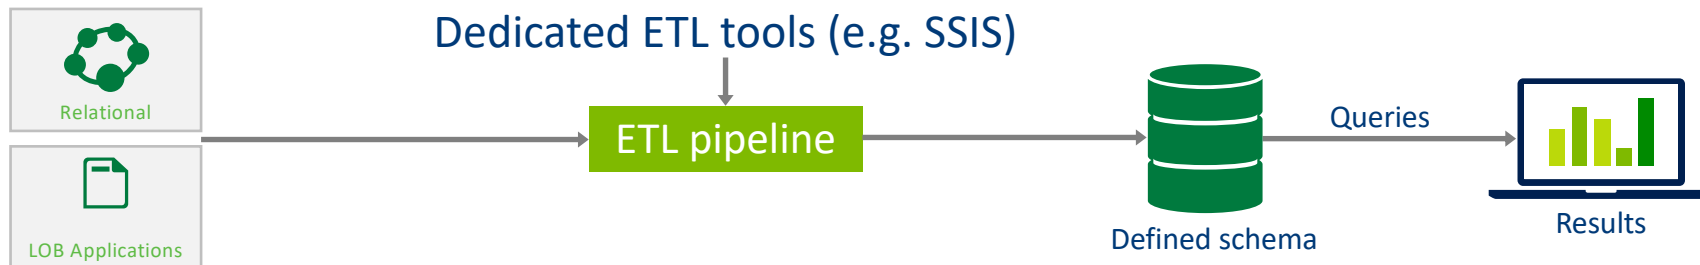 Dedicated ETL tools (e.g. SSIS)
Relational
ETL pipeline
Queries
LOB Applications
Defined schema
Results